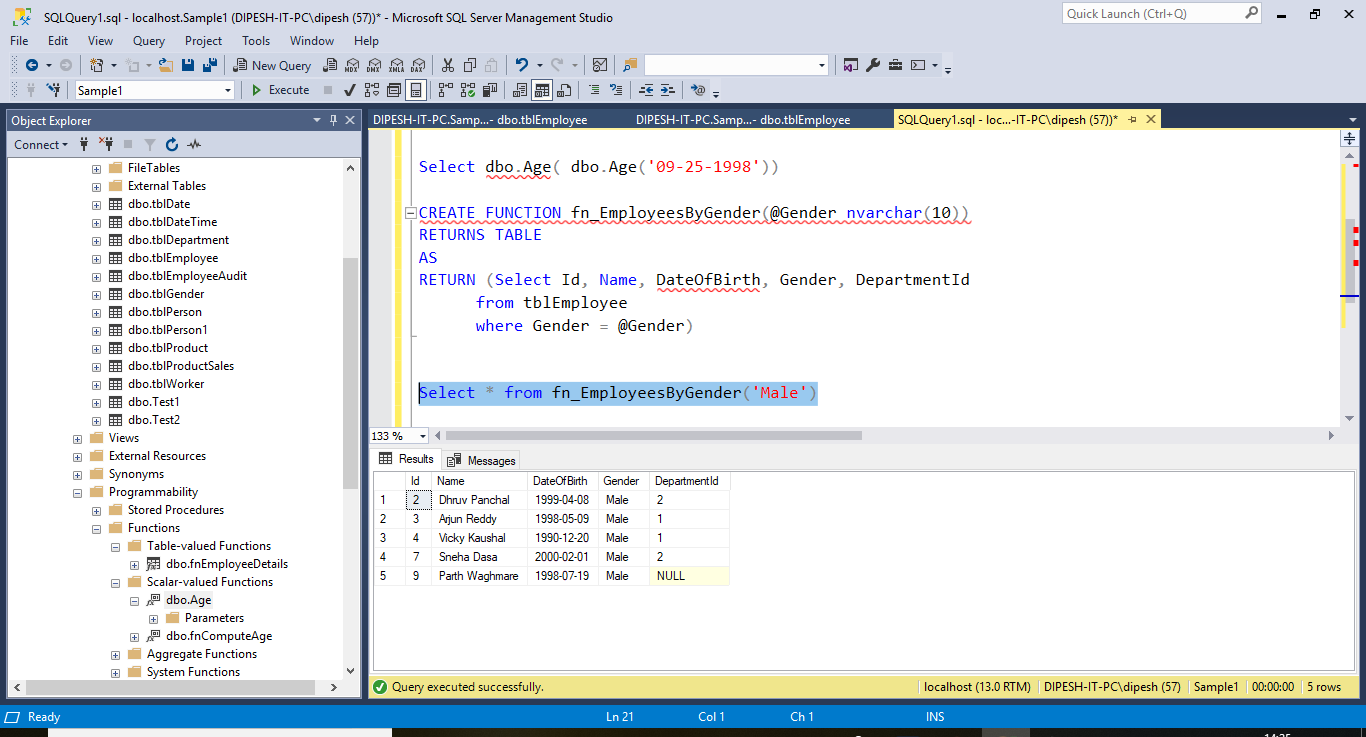 SQLQuery1.sql - localhost.Sample1 (DIPESH-IT-PC\dipesh (57))* - Microsoft SQL Server Management Studio
Quick Launch (Ctrl+Q)
File Edit View Query Project Tools Window Help
New Query MDX DMX XMLA DAX
Sample1 Execute
Object Explorer
DIPESH-IT-PC.Samp...- dbo.tblEmployee DIPESH-IT-PC.Samp...- dbo.tblEmployee SQLQuery1.sql - loc...-IT-PC\dipesh (57))*
Connect
FileTables
External Tables
dbo.tblDate
dbo.tblDateTime
dbo.tblDepartment
dbo.tblEmployee
dbo.tblEmployeeAudit
dbo.tblGender
dbo.tblPerson
dbo.tblPerson1
dbo.tblProduct
dbo.tblProductSales
dbo.tblWorker
dbo.Test1
dbo.Test2
Views
External Resources
Synonyms
Programmability
Stored Procedures
Functions
Table-valued Functions
dbo.fnEmployeeDetails
Scalar-valued Functions
dbo.Age
Parameters
dbo.fnComputeAge
Aggregate Functions
System Functions
Select dbo.Age( dbo.Age('09-25-1998'))
CREATE FUNCTION fn_EmployeesByGender(@Gender nvarchar(10))
RETURNS TABLE
AS
RETURN (Select Id, Name, DateOfBirth, Gender, DepartmentId
from tblEmployee
where Gender = @Gender)
Select * from fn_EmployeesByGender('Male')
133 %
Results Messages
Id Name DateOfBirth Gender DepartmentId
1 2 Dhruv Panchal 1999-04-08 Male 2
2 3 Arjun Reddy 1998-05-09 Male 1
3 4 Vicky Kaushal 1990-12-20 Male 1
4 7 Sneha Dasa 2000-02-01 Male 2
5 9 Parth Waghmare 1998-07-19 Male NULL
Query executed successfully. localhost (13.0 RTM) DIPESH-IT-PC\dipesh (57) Sample1 00:00:00 5 rows
Ready Ln 21 Col 1 Ch 1 INS